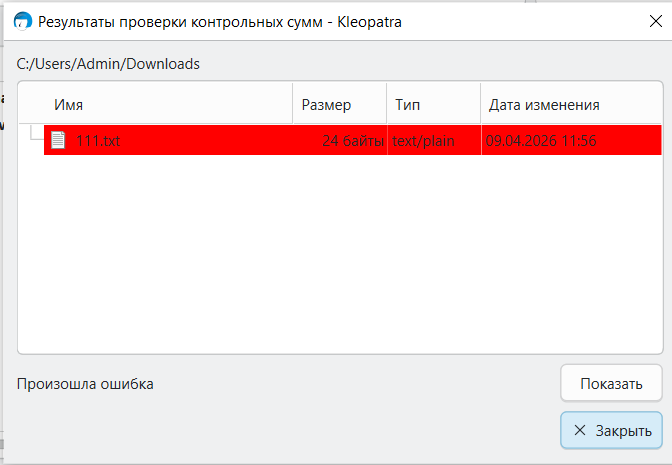 Результаты проверки контрольных сумм - Kleopatra
C:/Users/Admin/Downloads
Имя Размер Тип Дата изменения
111.txt 24 байты text/plain 09.04.2026 11:56
Произошла ошибка
Показать
Закрыть